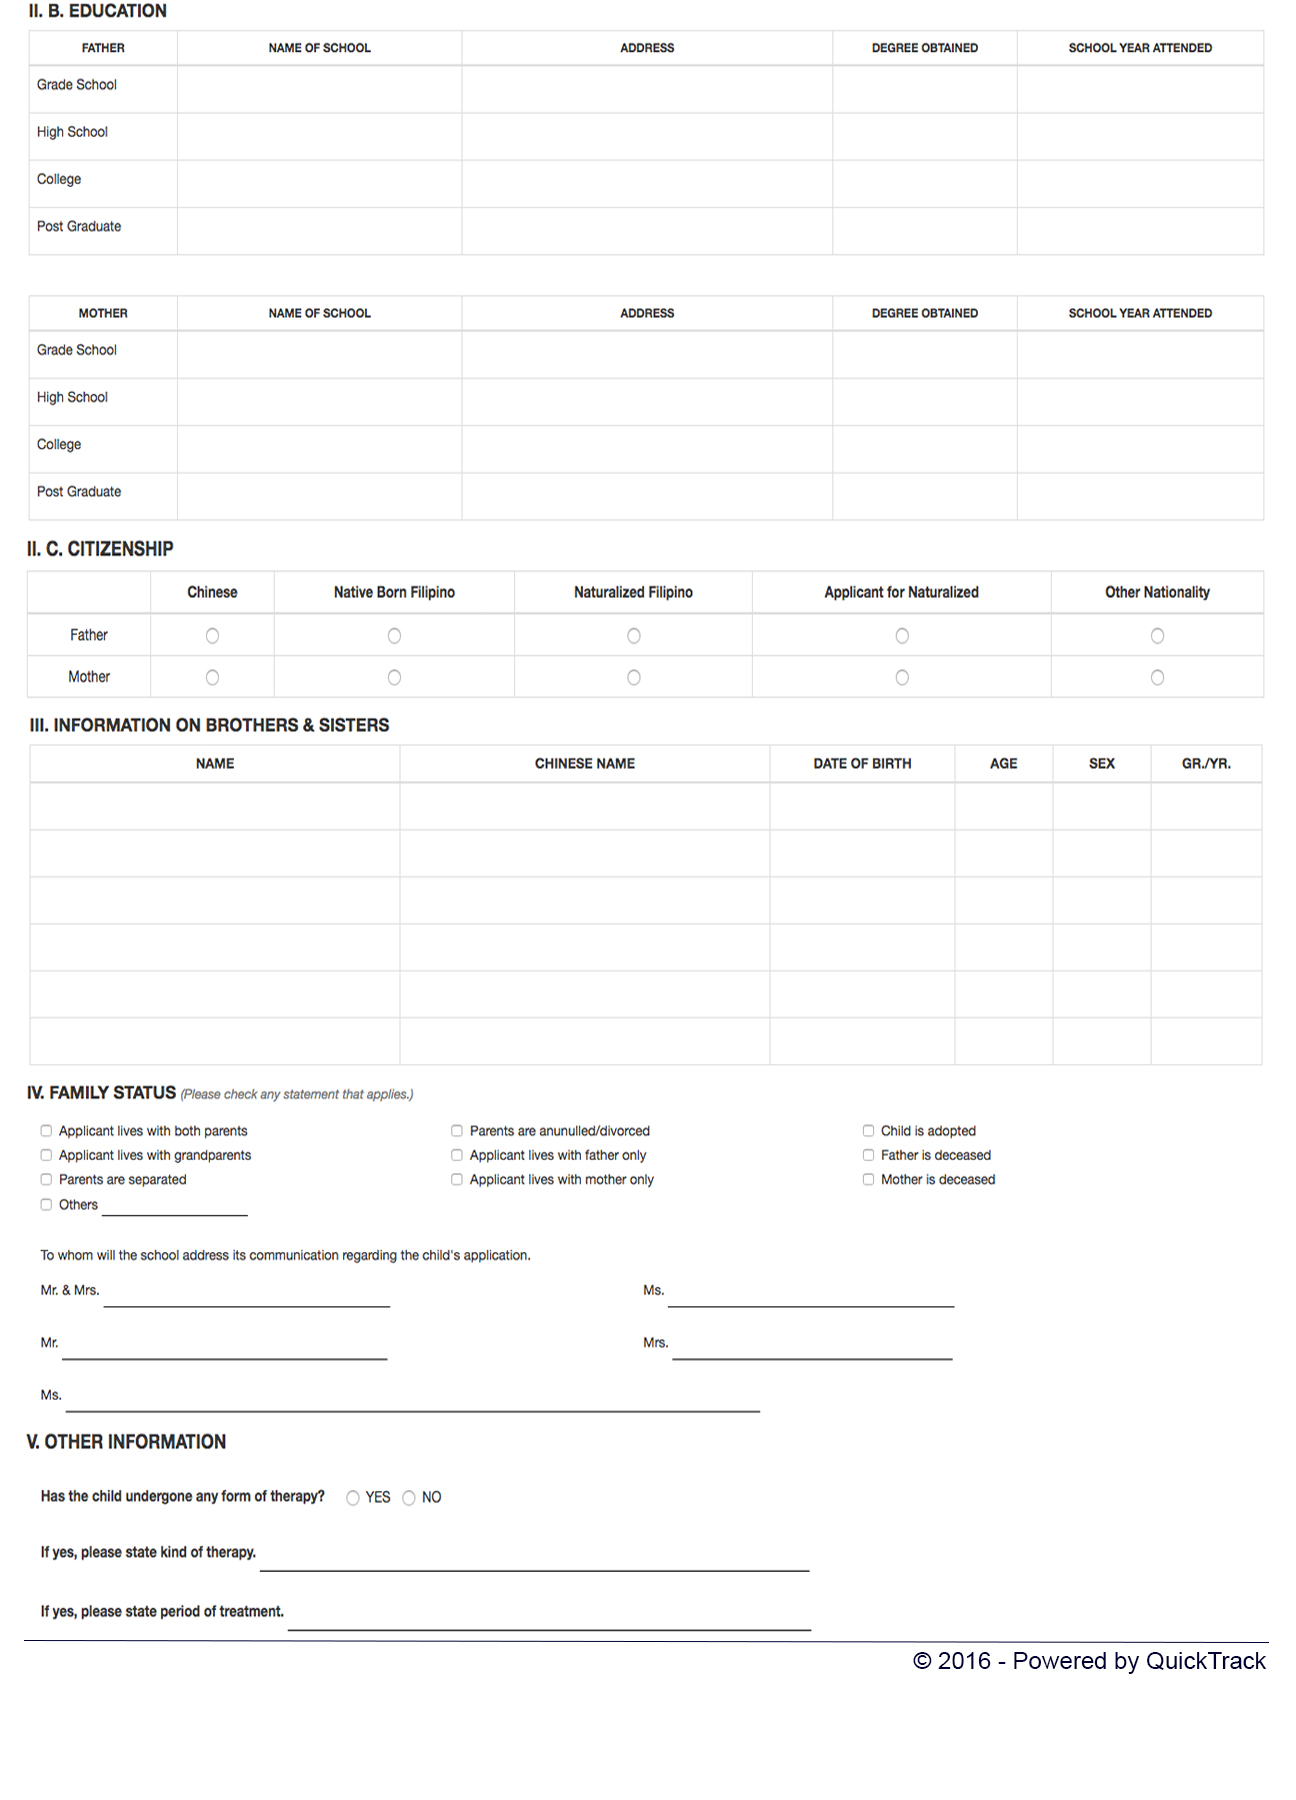 II. B. EDUCATION
FATHER NAME OF SCHOOL ADDRESS DEGREE OBTAINED SCHOOL YEAR ATTENDED
Grade School
High School
College
Post Graduate
MOTHER NAME OF SCHOOL ADDRESS DEGREE OBTAINED SCHOOL YEAR ATTENDED
Grade School
High School
College
Post Graduate
II. C. CITIZENSHIP
Chinese Native Born Filipino Naturalized Filipino Applicant for Naturalized Other Nationality
Father
Mother
III. INFORMATION ON BROTHERS & SISTERS
NAME CHINESE NAME DATE OF BIRTH AGE SEX GR./YR.
IV. FAMILY STATUS (Please check any statement that applies.)
Applicant lives with both parents Parents are anunulled/divorced Child is adopted
Applicant lives with grandparents Applicant lives with father only Father is deceased
Parents are separated Applicant lives with mother only Mother is deceased
Others
To whom will the school address its communication regarding the child's application.
Mr. & Mrs. Ms.
Mr. Mrs.
Ms.
V. OTHER INFORMATION
Has the child undergone any form of therapy? YES NO
If yes, please state kind of therapy.
If yes, please state period of treatment.
© 2016 - Powered by QuickTrack